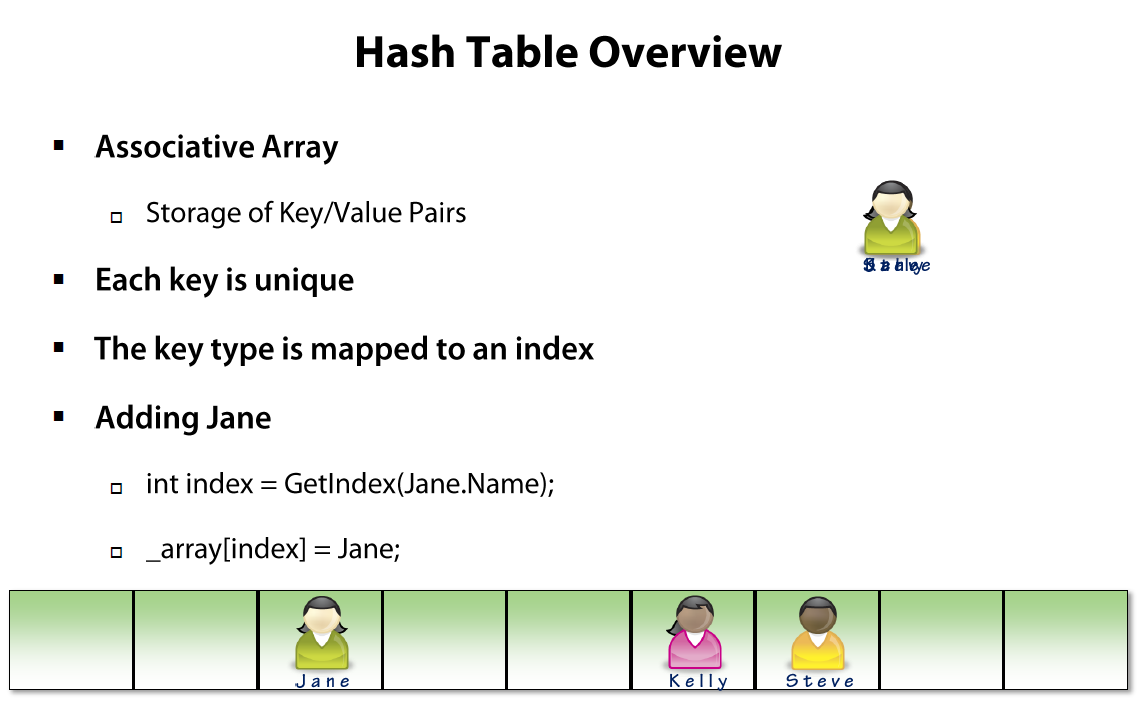 Hash Table Overview
Associative Array
Storage of Key/Value Pairs
Each key is unique
The key type is mapped to an index
Adding Jane
int index = GetIndex(Jane.Name);
_array[index] = Jane;
Jane Kelly Steve